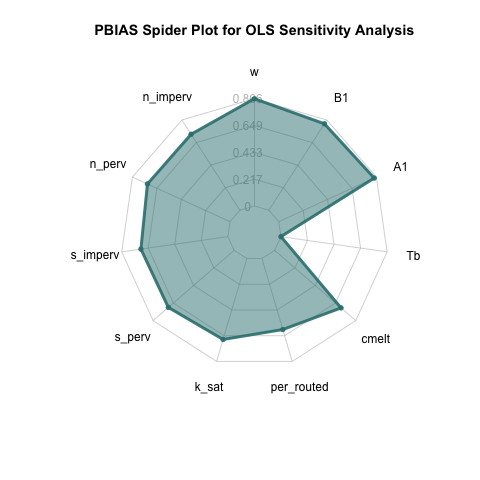 PBIAS Spider Plot for OLS Sensitivity Analysis
w
n_imperv
B1
0.649
n_perv
A1
0.433
0.217
0
s_imperv
Tb
s_perv
cmelt
k_sat
per_routed